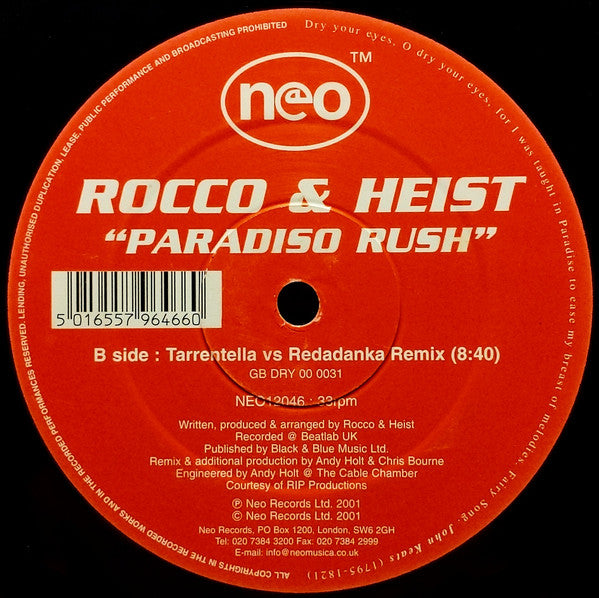 n@o
TM
ROCCO & HEIST
“PARADISO RUSH”
5 016557 964660
B side : Tarrentella vs Redadanka Remix (8:40)
GB DRY 00 0031
NEO12046 : 33rpm
Written, produced & arranged by Rocco & Heist
Recorded @ Beatlab UK
Published by Black & Blue Music Ltd.
Remix & additional production by Andy Holt & Chris Bourne
Engineered by Andy Holt @ The Cable Chamber
Courtesy of RIP Productions
℗ Neo Records Ltd. 2001
© Neo Records Ltd. 2001
Neo Records, PO Box 1200, London, SW6 2GH
Tel: 020 7384 3200 Fax: 020 7384 2999
E-mail: info@neomusica.co.uk
ALL COPYRIGHTS IN THE RECORDED WORKS AND IN THE RECORDED PERFORMANCES RESERVED. LENDING, UNAUTHORISED DUPLICATION, LEASE, PUBLIC PERFORMANCE AND BROADCASTING PROHIBITED
Dry your eyes, O dry your eyes, for I was taught in Paradise to ease my breast of melodies. Fairy Song, John Keats (1795-1821)